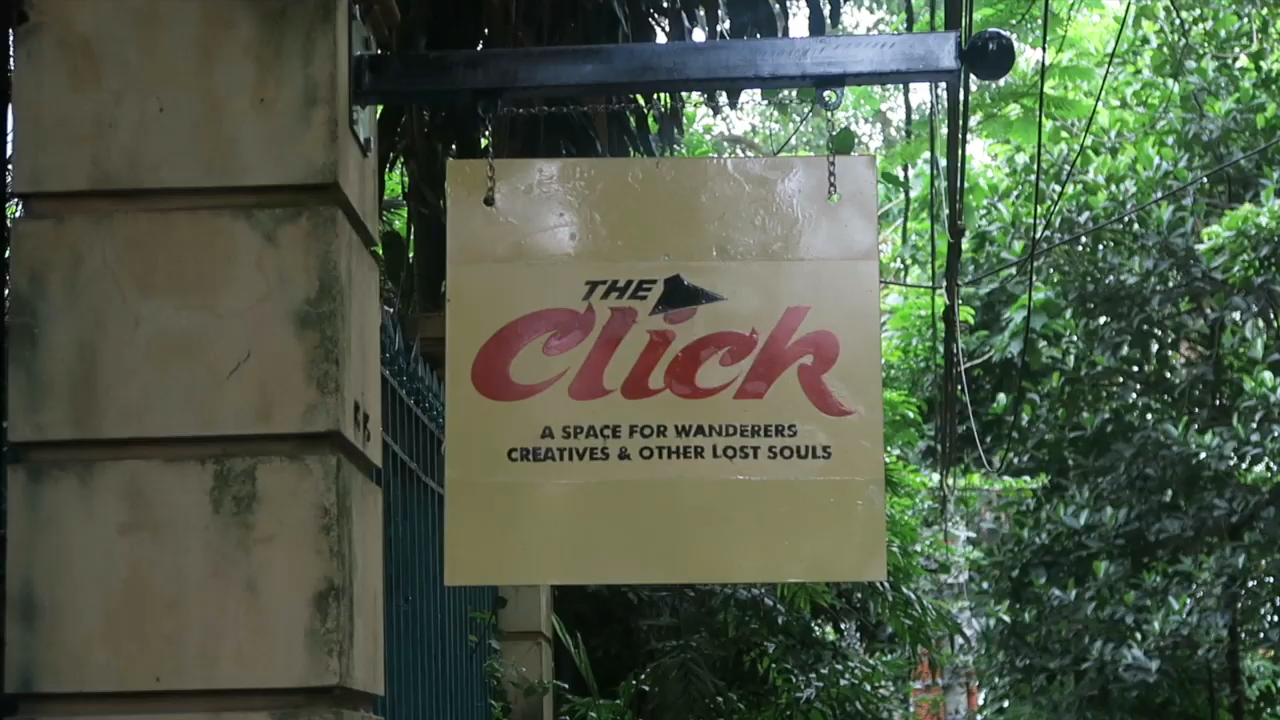 THE
Click
A SPACE FOR WANDERERS
CREATIVES & OTHER LOST SOULS